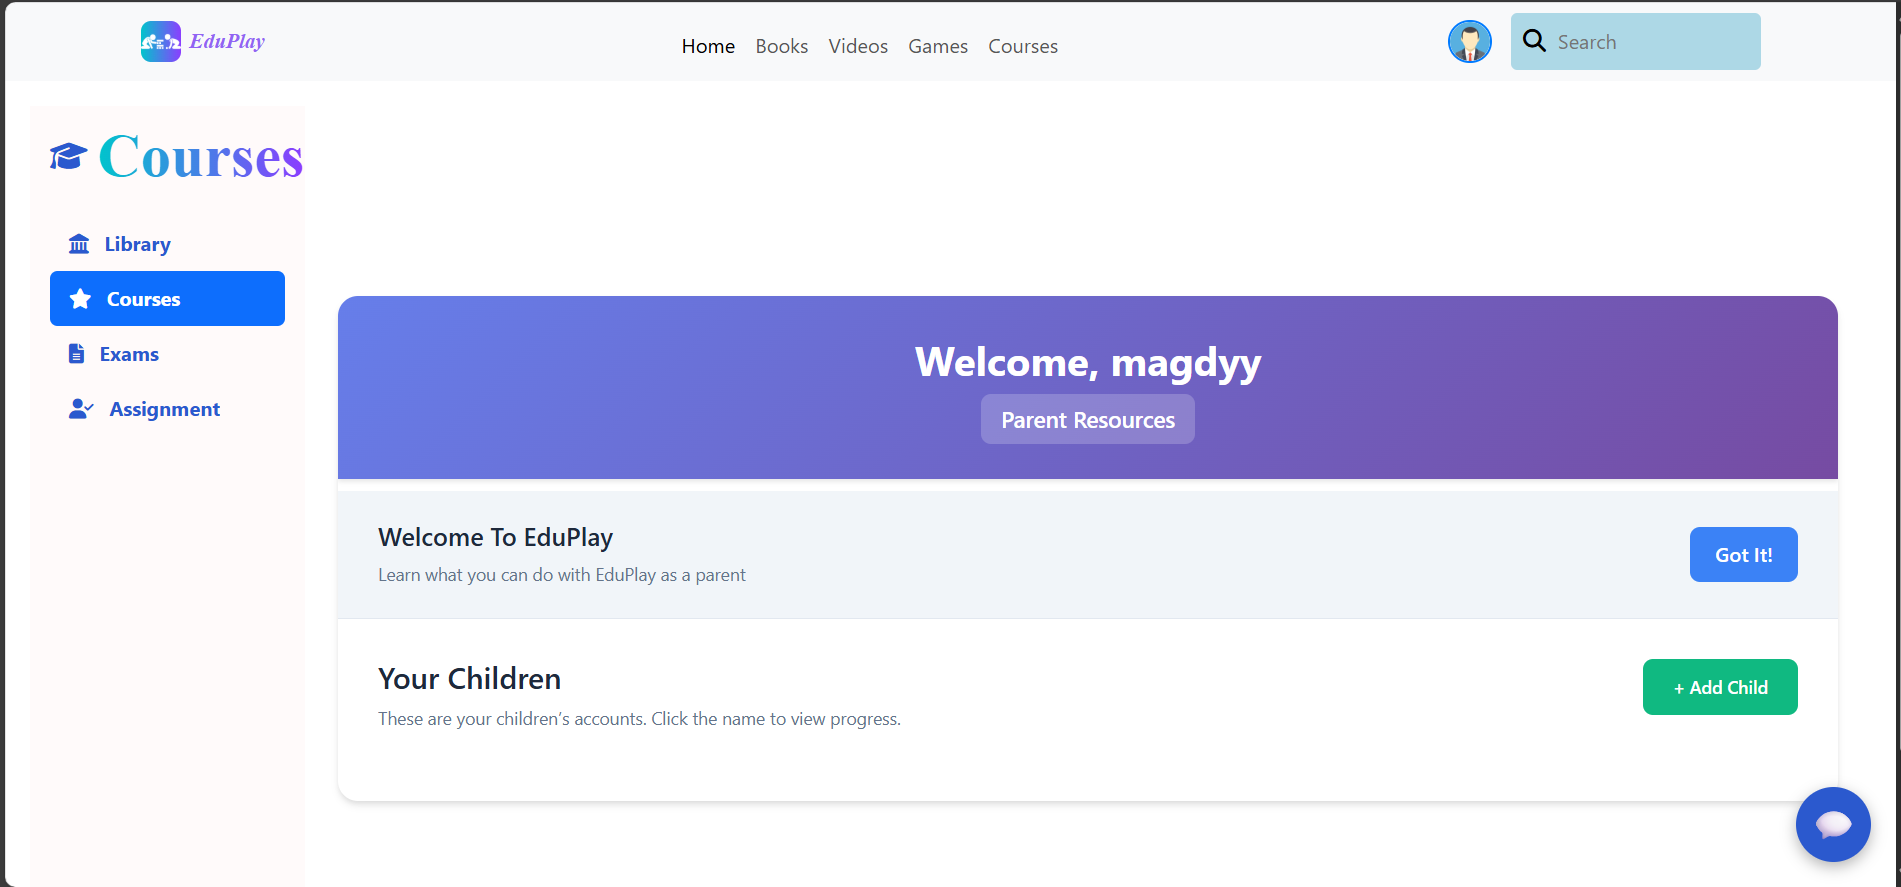 EduPlay
Home Books Videos Games Courses
Search
Courses
Library
Courses
Exams
Assignment
Welcome, magdyy
Parent Resources
Welcome To EduPlay
Learn what you can do with EduPlay as a parent
Got It!
Your Children
These are your children's accounts. Click the name to view progress.
+ Add Child